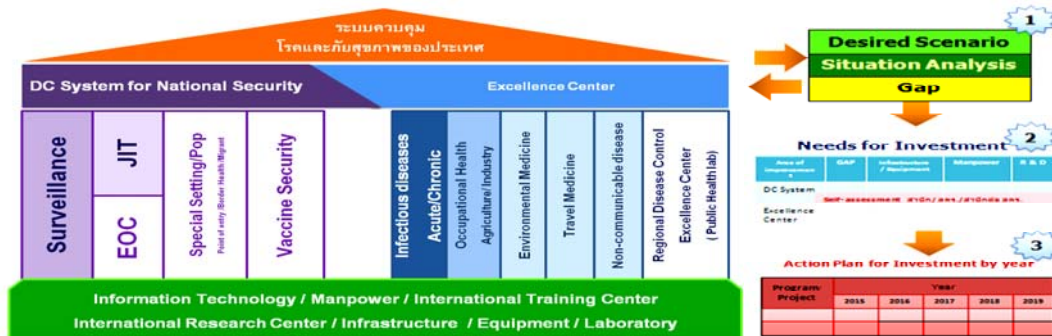 ระบบควบคุม
โรคและภัยสุขภาพของประเทศ
DC System for National Security
Excellence Center
Surveillance
JIT
EOC
Special Setting/Pop
Point of entry /Border Health/Migrant
Vaccine Security
Infectious diseases
Acute/Chronic
Occupational Health
Agriculture/Industry
Environmental Medicine
Travel Medicine
Non-communicable disease
Regional Disease Control
Excellence Center
( Public Health lab)
Information Technology / Manpower / International Training Center
International Research Center / Infrastructure / Equipment / Laboratory
1
Desired Scenario
Situation Analysis
Gap
2
Needs for Investment
Area of
GAP
Infrastructure
/ Equipment
Manpower
R & D
DC System
Self-assessment
Excellence
Center
3
Action Plan for Investment by year
Program/
Project
Year
2015 2016 2017 2018 2019